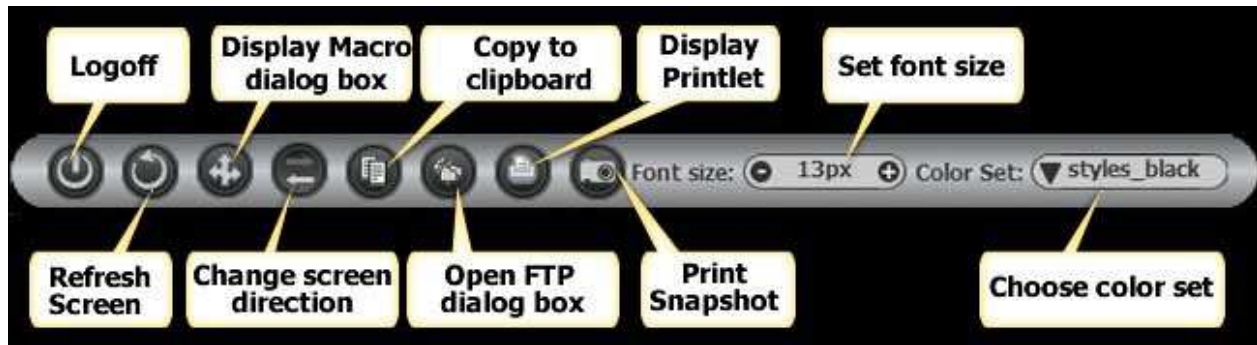 Logoff
Display Macro
dialog box
Copy to
clipboard
Display
Printlet
Set font size
Font size: 13px Color Set: styles_black
Refresh
Screen
Change screen
direction
Open FTP
dialog box
Print
Snapshot
Choose color set